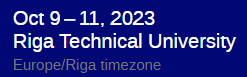 Oct 9 – 11, 2023
Riga Technical University
Europe/Riga timezone